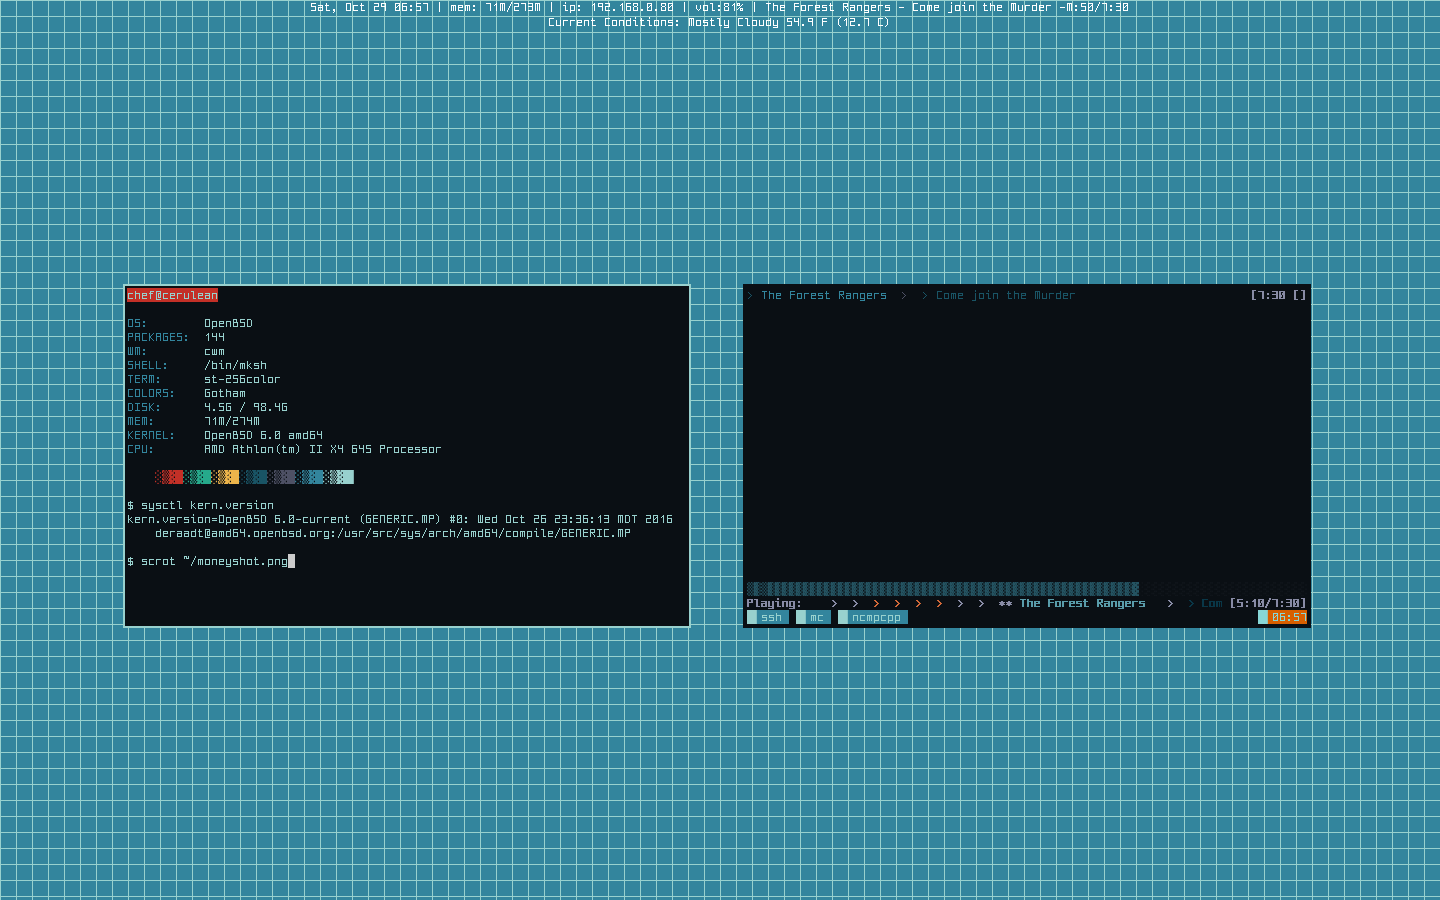 Sat, Oct 29 06:57 | mem: 71M/273M | ip: 192.168.0.80 | vol:81% | The Forest Rangers - Come join the Murder -M:50/7:30
Current Conditions: Mostly Cloudy 54.9 F (12.7 C)
chef@cerulean
OS: OpenBSD
PACKAGES: 144
WM: cwm
SHELL: /bin/mksh
TERM: st-256color
COLORS: Gotham
DISK: 4.5G / 98.4G
MEM: 71M/274M
KERNEL: OpenBSD 6.0 amd64
CPU: AMD Athlon(tm) II X4 645 Processor
$ sysctl kern.version
kern.version=OpenBSD 6.0-current (GENERIC.MP) #0: Wed Oct 26 23:36:13 MDT 2016
deraadt@amd64.openbsd.org:/usr/src/sys/arch/amd64/compile/GENERIC.MP
$ scrot ~/moneyshot.png
> The Forest Rangers > > Come join the Murder [7:30 []
Playing: > > > > > > > > ** The Forest Rangers > > Com [5:10/7:30]
ssh mc ncmpcpp 06:57